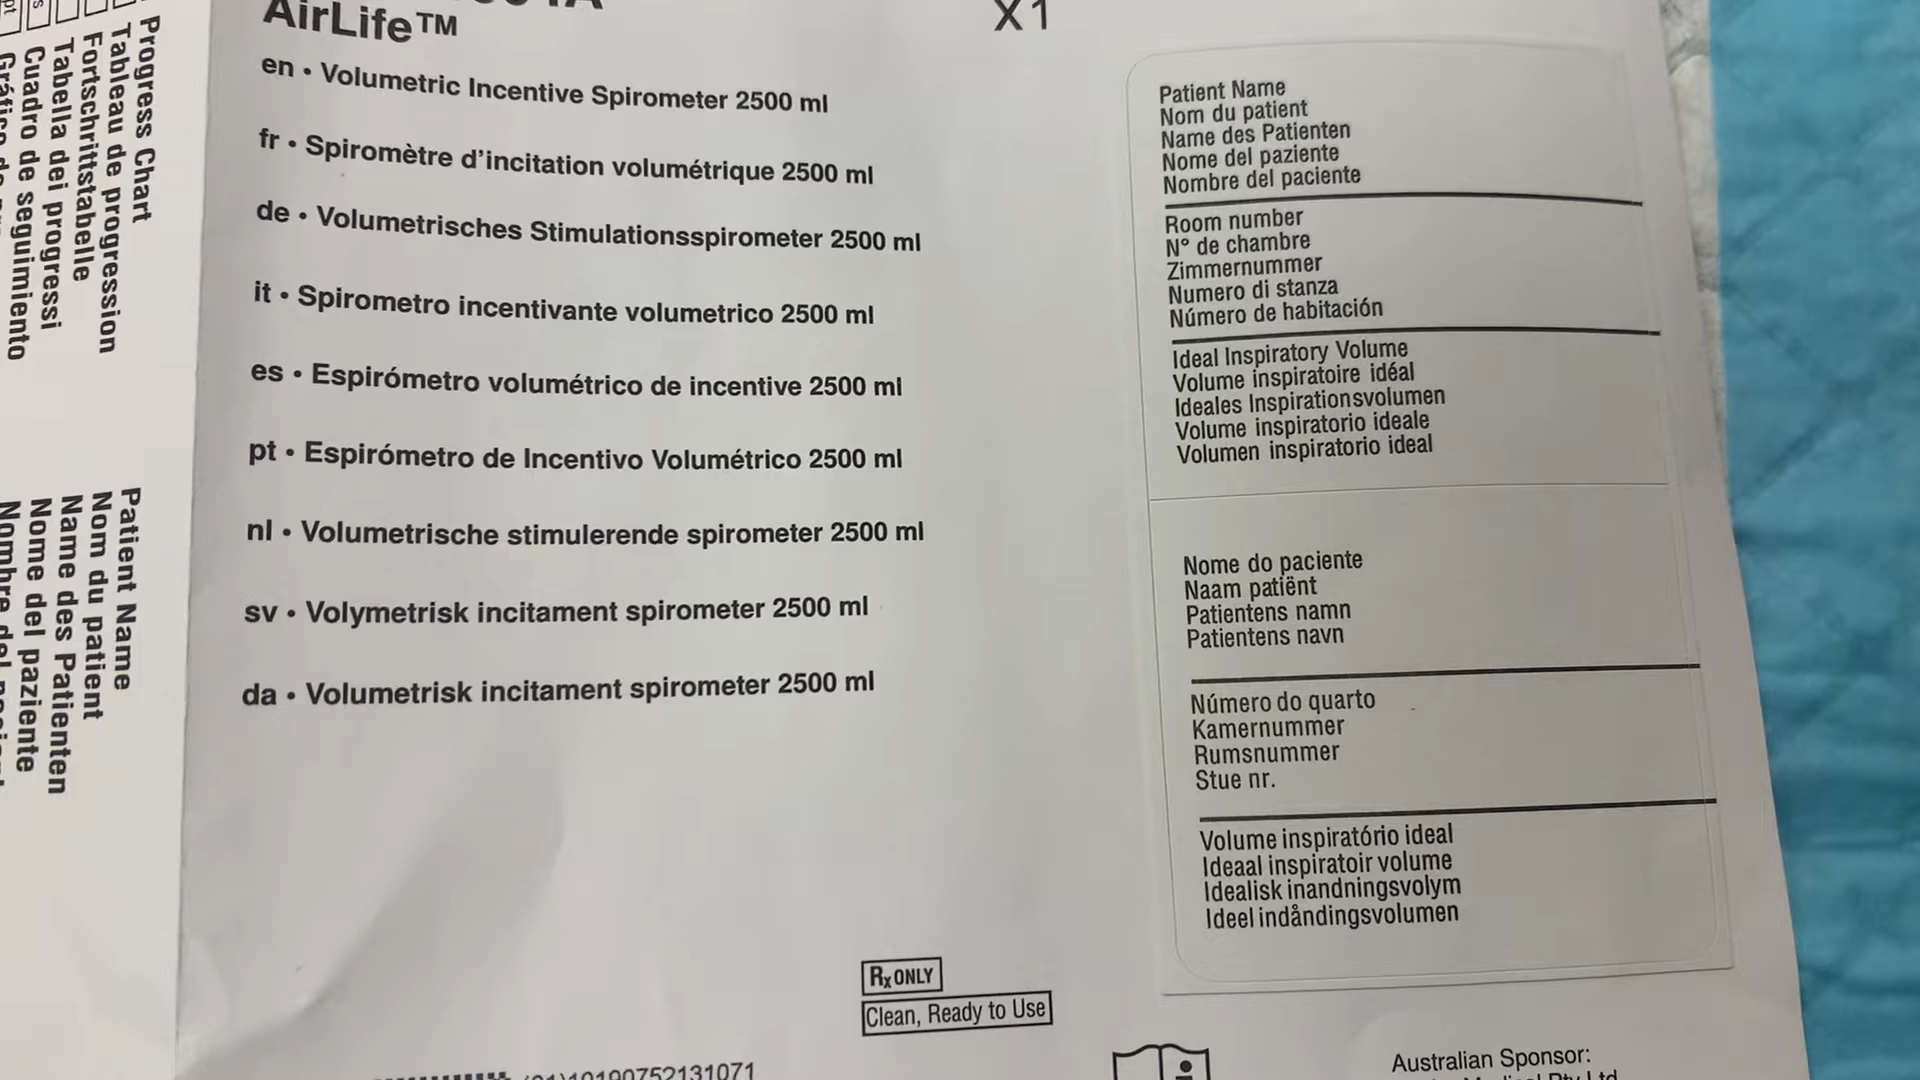 AirLife™
X1
en • Volumetric Incentive Spirometer 2500 ml
fr • Spiromètre d'incitation volumétrique 2500 ml
de • Volumetrisches Stimulationsspirometer 2500 ml
it • Spirometro incentivante volumetrico 2500 ml
es • Espirómetro volumétrico de incentive 2500 ml
pt • Espirómetro de Incentivo Volumétrico 2500 ml
nl • Volumetrische stimulerende spirometer 2500 ml
sv • Volymetrisk incitament spirometer 2500 ml
da • Volumetrisk incitament spirometer 2500 ml
Patient Name
Nom du patient
Name des Patienten
Nome del paziente
Nombre del paciente
Room number
N° de chambre
Zimmernummer
Numero di stanza
Número de habitación
Ideal Inspiratory Volume
Volume inspiratoire idéal
Ideales Inspirationsvolumen
Volume inspiratorio ideale
Volumen inspiratorio ideal
Nome do paciente
Naam patiënt
Patientens namn
Patientens navn
Número do quarto
Kamernummer
Rumsnummer
Stue nr.
Volume inspiratório ideal
Ideaal inspiratoir volume
Idealisk inandningsvolym
Ideel indåndingsvolumen
Rx ONLY
Clean, Ready to Use
10190752131071
Australian Sponsor:
Medical Pty Ltd
Progress Chart
Tableau de progression
Fortschrittstabelle
Tabella dei progressi
Cuadro de seguimiento
Gráfico de
Patient Name
Nom du patient
Name des Patienten
Nome del paziente
Nombre del